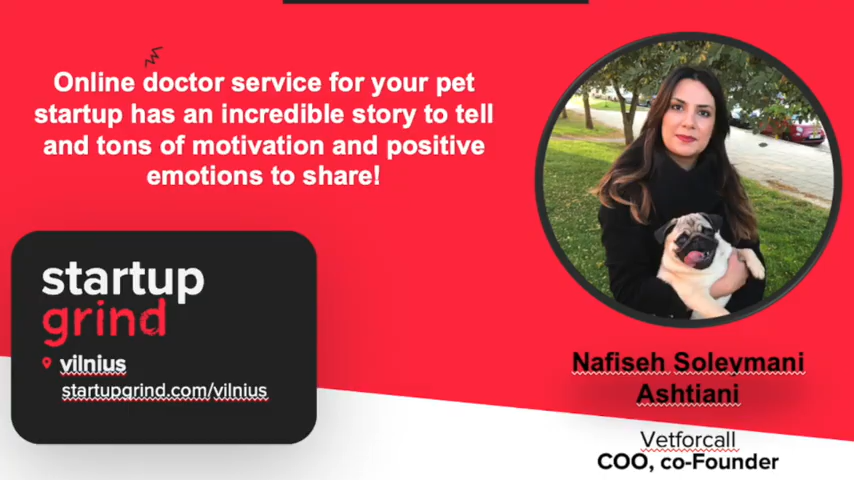 Online doctor service for your pet
startup has an incredible story to tell
and tons of motivation and positive
emotions to share!
startup
grind
vilnius
startupgrind.com/vilnius
Nafiseh Soleymani
Ashtiani
Vetforcall
COO, co-Founder